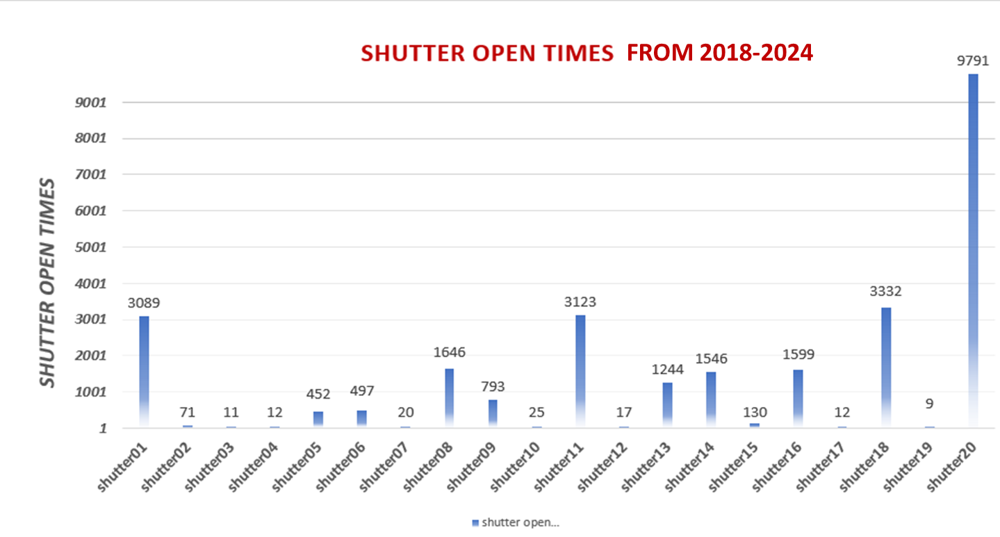 SHUTTER OPEN TIMES FROM 2018-2024
SHUTTER OPEN TIMES
9001
8001
7001
6001
5001
4001
3001
2001
1001
1
3089
71
11
12
452
497
20
1646
793
25
3123
17
1244
1546
130
1599
12
3332
9
9791
shutter01
shutter02
shutter03
shutter04
shutter05
shutter06
shutter07
shutter08
shutter09
shutter10
shutter11
shutter12
shutter13
shutter14
shutter15
shutter16
shutter17
shutter18
shutter19
shutter20
shutter open...